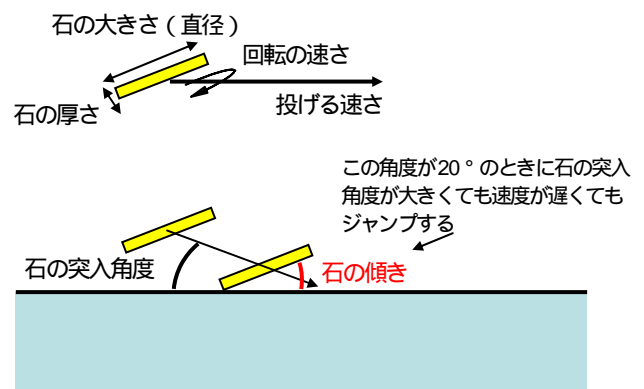 石の大きさ（直径）
回転の速さ
投げる速さ
石の厚さ
この角度が20°のときに石の突入
角度が大きくても速度が遅くても
ジャンプする
石の突入角度
石の傾き